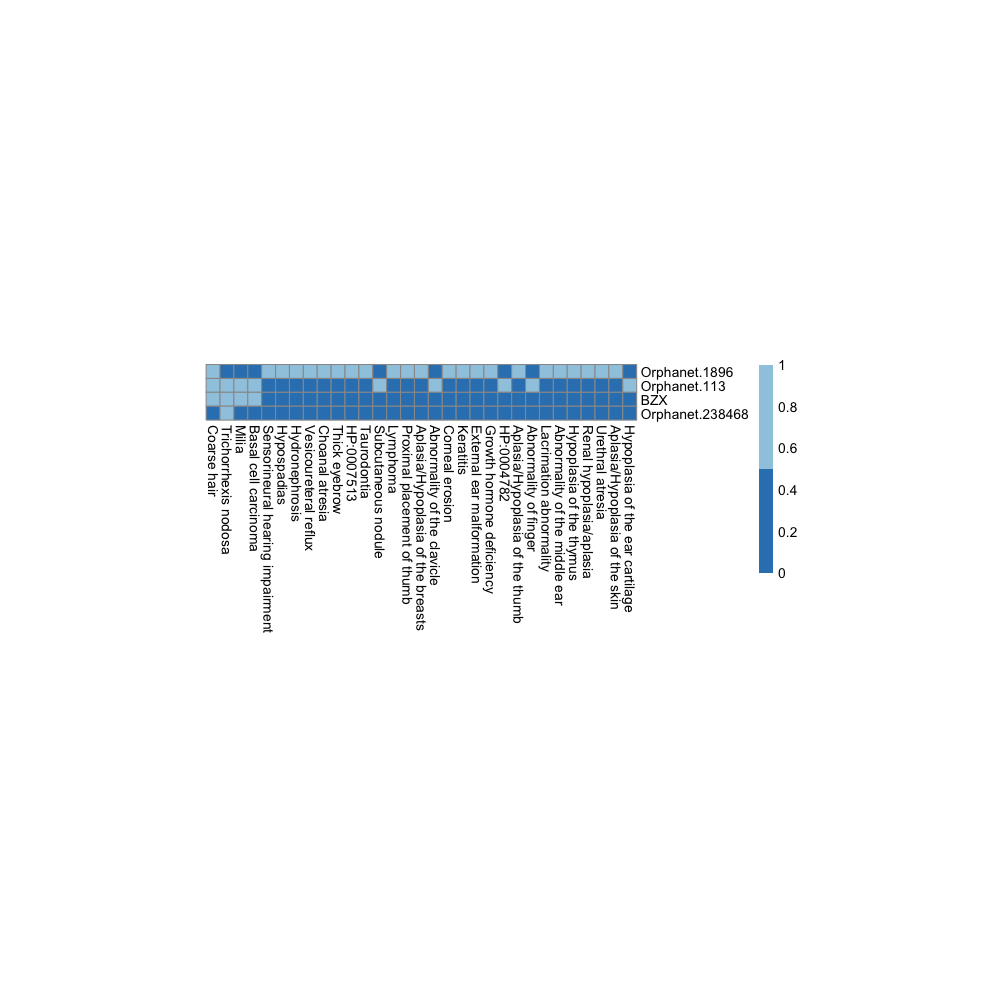 1
Orphanet.1896
Orphanet.113
BZX
Orphanet.238468
0.8
0.6
0.4
0.2
0
Coarse hair
Trichorrhexis nodosa
Milia
Basal cell carcinoma
Sensorineural hearing impairment
Hypospadias
Hydronephrosis
Vesicoureteral reflux
Choanal atresia
Thick eyebrow
HP:0007513
Taurodontia
Subcutaneous nodule
Lymphoma
Proximal placement of thumb
Aplasia/Hypoplasia of the breasts
Abnormality of the clavicle
Corneal erosion
Keratitis
External ear malformation
Growth hormone deficiency
HP:0004782
Aplasia/Hypoplasia of the thumb
Abnormality of finger
Lacrimation abnormality
Abnormality of the middle ear
Hypoplasia of the thymus
Renal hypoplasia/aplasia
Urethral atresia
Aplasia/Hypoplasia of the skin
Hypoplasia of the ear cartilage